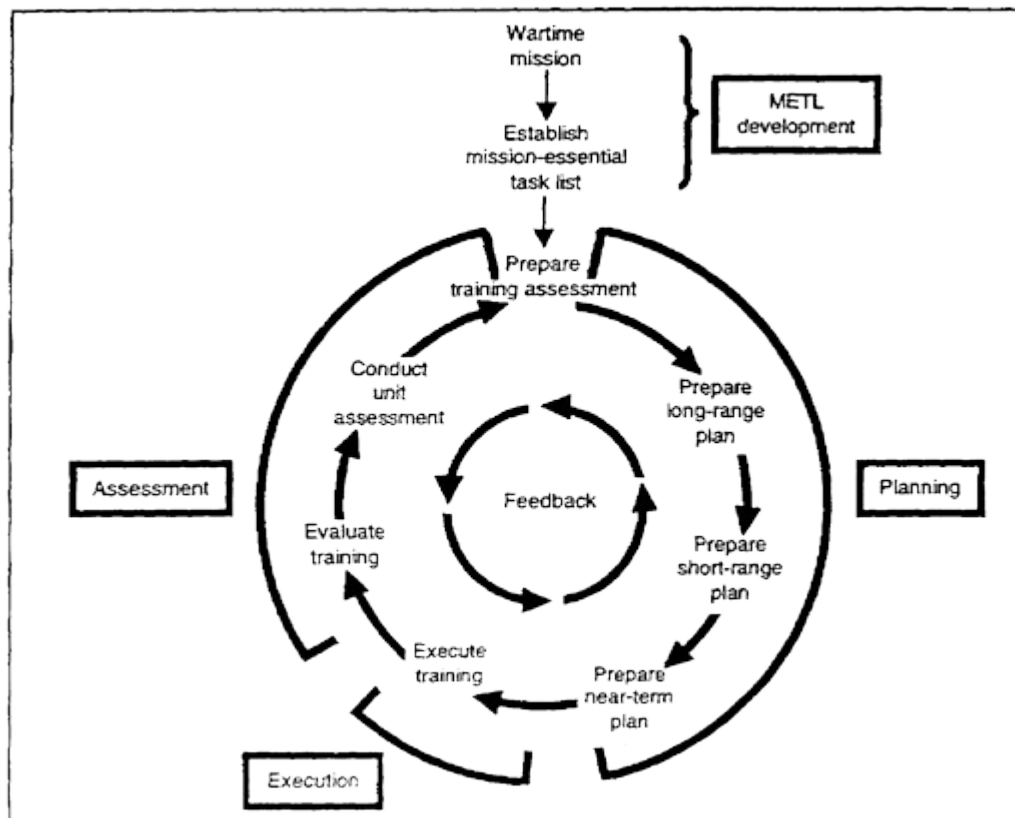 Wartime
mission
METL
development
Establish
mission-essential
task list
Prepare
training assessment
Conduct
unit
assessment
Prepare
long-range
plan
Assessment
Feedback
Planning
Evaluate
training
Prepare
short-range
plan
Execute
training
Prepare
near-term
plan
Execution